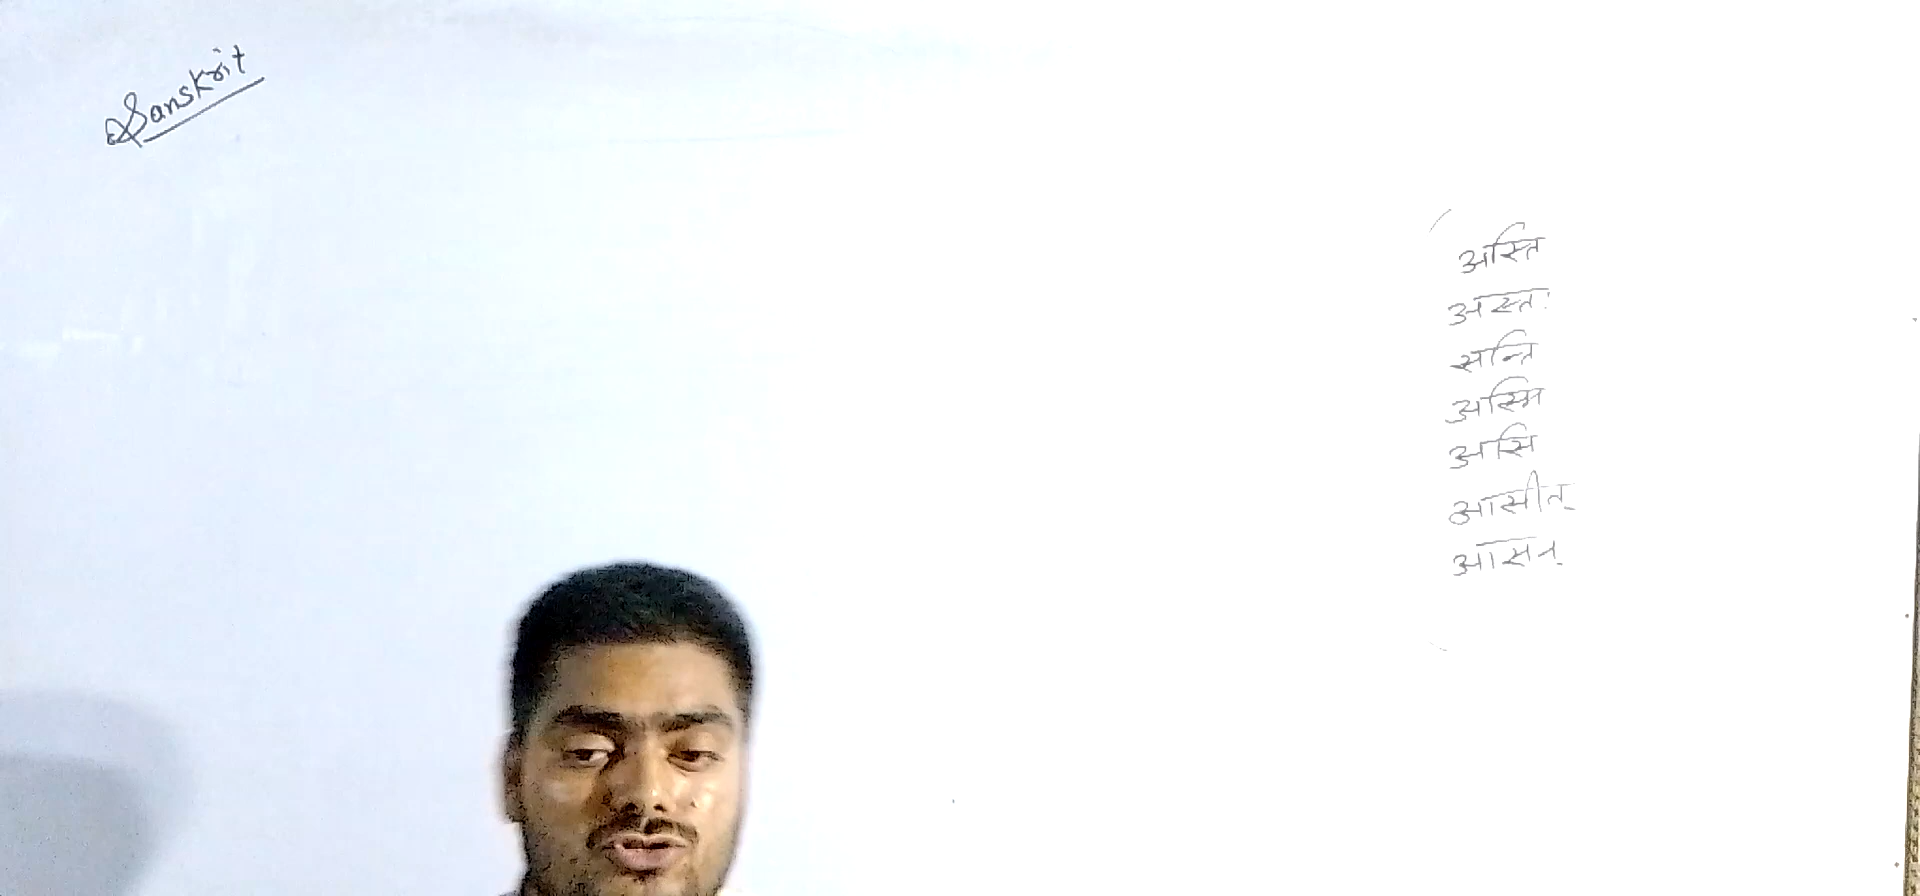 Sanskrit
अस्ति
अस्तः
सन्ति
अस्मि
असि
आसीत्
आसन्